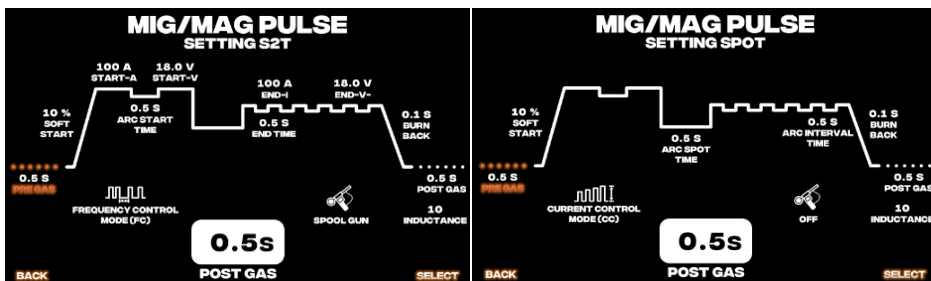 MIG/MAG PULSE
SETTING S2T
100 A
START-A
18.0 V
START-V
100 A
END-I
18.0 V
END-V-
10 %
SOFT
START
0.5 S
ARC START
TIME
0.5 S
END TIME
0.1 S
BURN
BACK
0.5 S
PRE GAS
0.5 S
POST GAS
FREQUENCY CONTROL
MODE (FC)
SPOOL GUN
10
INDUCTANCE
0.5s
POST GAS
BACK
SELECT
MIG/MAG PULSE
SETTING SPOT
10 %
SOFT
START
0.5 S
ARC SPOT
TIME
0.5 S
ARC INTERVAL
TIME
0.1 S
BURN
BACK
0.5 S
PRE GAS
0.5 S
POST GAS
CURRENT CONTROL
MODE (CC)
OFF
10
INDUCTANCE
0.5s
POST GAS
BACK
SELECT